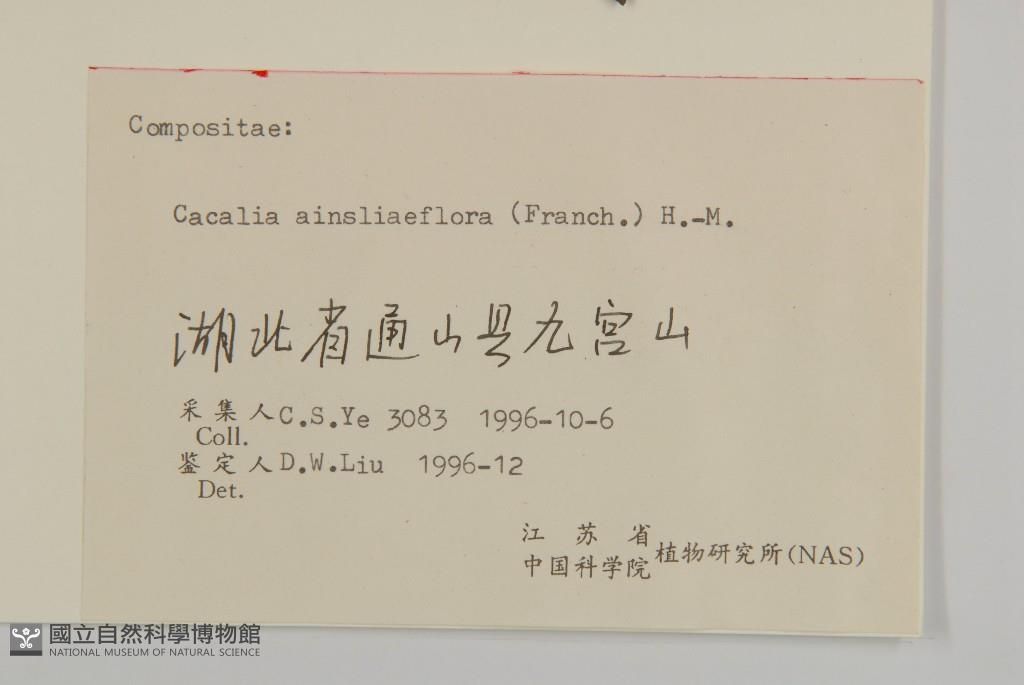 Compositae:
Cacalia ainsliaeflora (Franch.) H.-M.
湖北省通山县九宫山
采集人 C.S.Ye 3083 1996-10-6
Coll.
鉴定人 D.W.Liu 1996-12
Det.
江苏省
中国科学院 植物研究所(NAS)
國立自然科學博物館
NATIONAL MUSEUM OF NATURAL SCIENCE